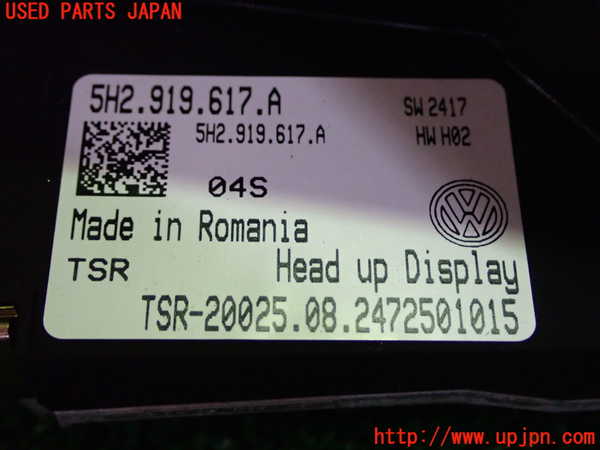 USED PARTS JAPAN
5H2.919.617.A
SW 2417
5H2.919.617.A
HW H02
04S
Made in Romania
TSR Head up Display
TSR-20025.08.2472501015
http://www.upjpn.com/